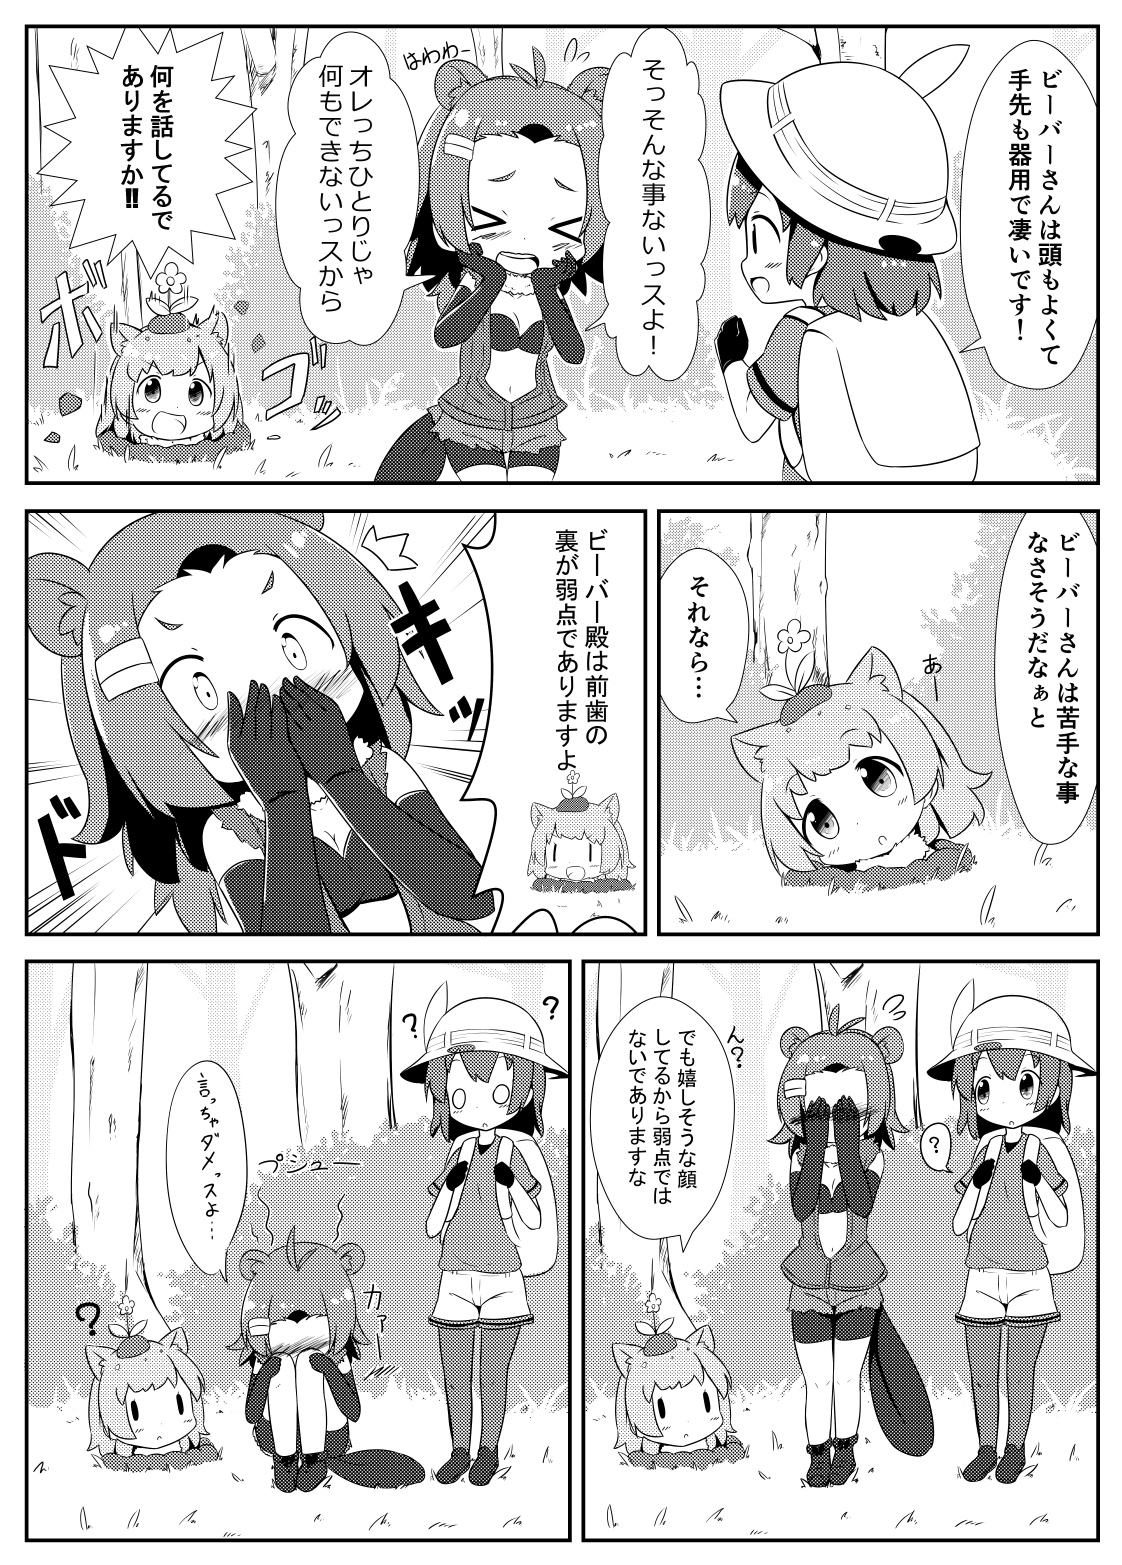 ビーバーさんは頭もよくて
手先も器用で凄いです！
そっそんな事ないっスよ！
はわわー
オレっちひとりじゃ
何もできないっスから
何を話してるで
ありますか!!
ボ
コッ
ビーバーさんは苦手な事
なさそうだなぁと
あー
それなら…
ビーバー殿は前歯の
裏が弱点でありますよ
ドキッ
ん？
?
でも嬉しそうな顔
してるから弱点では
ないでありますな
?
?
プシュー
カァー
言っちゃダメっスよ…
?